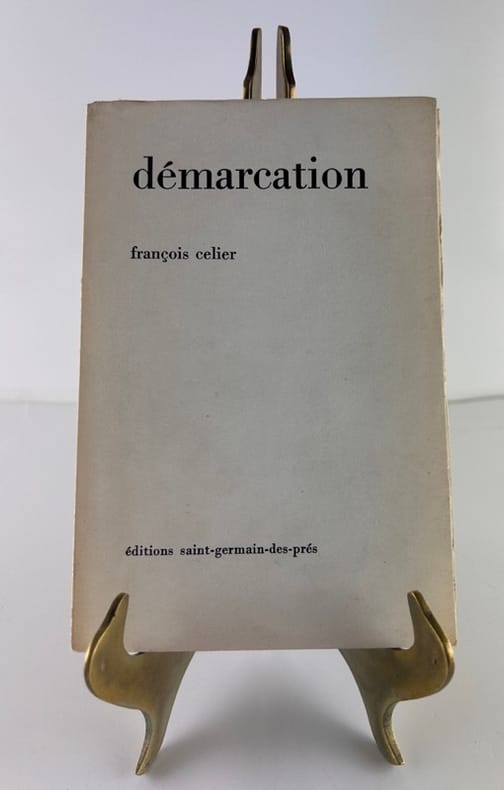 démarcation
françois celier
éditions saint-germain-des-prés